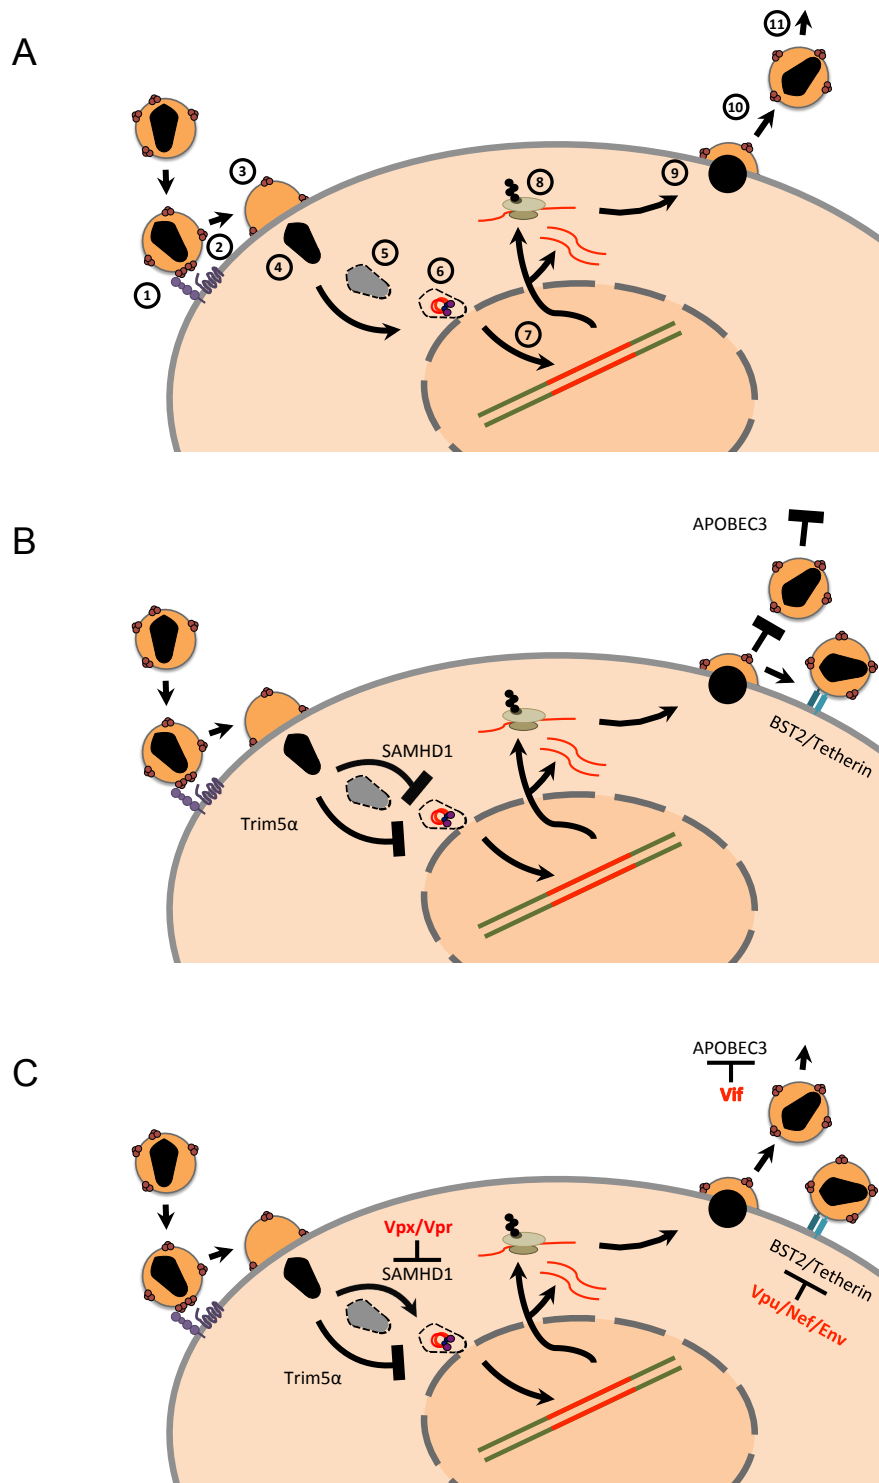 A
11
10
3
9
8
2
5
4
6
1
7
B
APOBEC3
BST2/Tetherin
SAMHD1
Trim5α
C
APOBEC3
Vif
Vpx/Vpr
SAMHD1
BST2/Tetherin
Vpu/Nef/Env
Trim5α